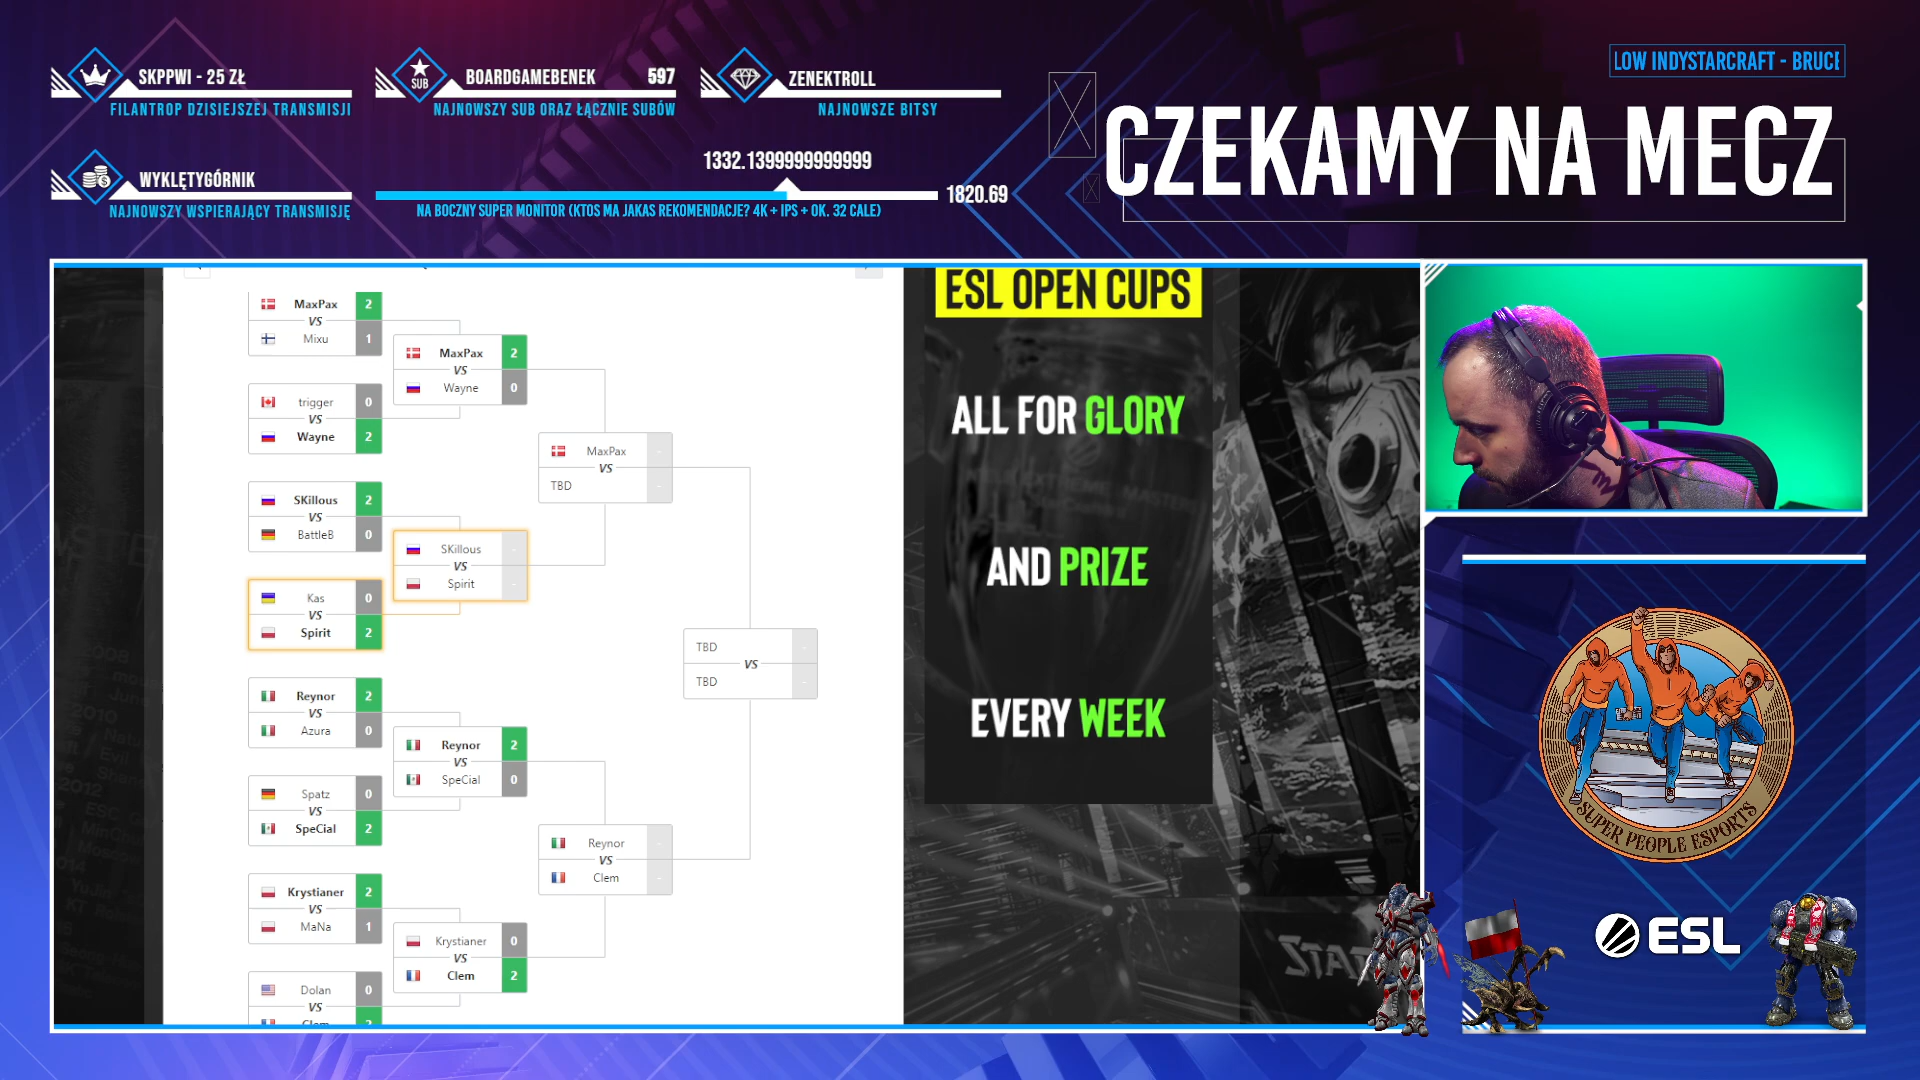 SKPPWI - 25 ZŁ
FILANTROP DZISIEJSZEJ TRANSMISJI
SUB
BOARDGAMEBENEK 597
NAJNOWSZY SUB ORAZ ŁĄCZNIE SUBÓW
ZENEKTROLL
NAJNOWSZE BITSY
WYKLĘTYGÓRNIK
NAJNOWSZY WSPIERAJĄCY TRANSMISJĘ
1332.1399999999999
1820.69
NA BOCZNY SUPER MONITOR (KTOS MA JAKAS REKOMENDACJE? 4K + IPS + OK. 32 CALE)
LOW INDYSTARCRAFT - BRUCE
CZEKAMY NA MECZ
MaxPax 2
VS
Mixu 1
trigger 0
VS
Wayne 2
SKillous 2
VS
BattleB 0
Kas 0
VS
Spirit 2
Reynor 2
VS
Azura 0
Spatz 0
VS
SpeCial 2
Krystianer 2
VS
MaNa 1
Dolan 0
VS
Clem 2
MaxPax 2
VS
Wayne 0
SKillous -
VS
Spirit -
Reynor 2
VS
SpeCial 0
Krystianer 0
VS
Clem 2
MaxPax -
VS
TBD -
Reynor -
VS
Clem -
TBD -
VS
TBD -
ESL OPEN CUPS
ALL FOR GLORY
AND PRIZE
EVERY WEEK
SUPER PEOPLE ESPORTS
ESL